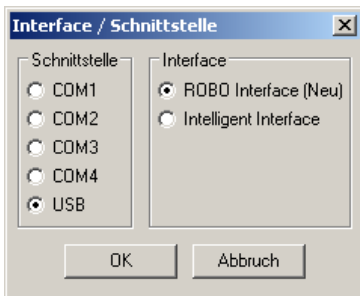 Interface / Schnittstelle
Schnittstelle
COM1
COM2
COM3
COM4
USB
Interface
ROBO Interface (Neu)
Intelligent Interface
OK
Abbruch